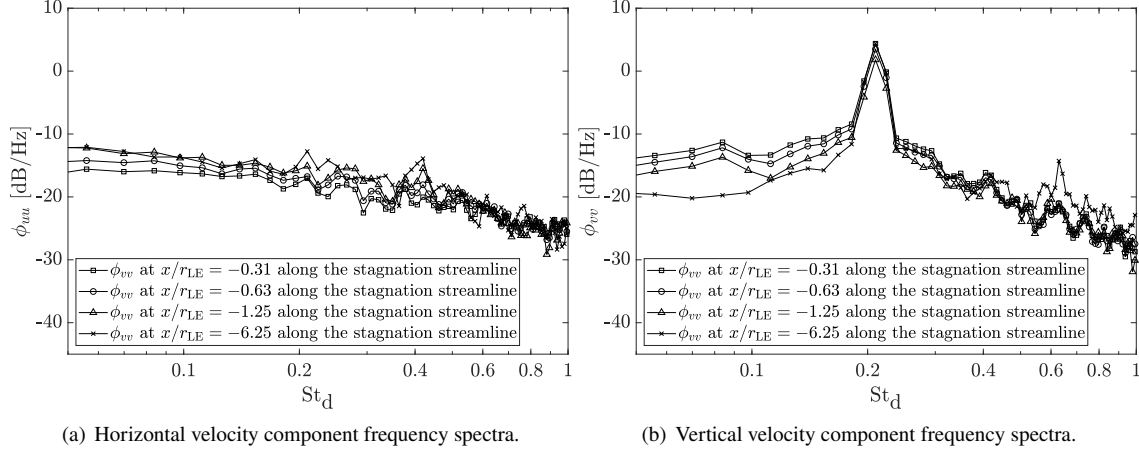 10
0
-10
-20
-30
-40
ϕuu [dB/Hz]
ϕvv at x/rLE = −0.31 along the stagnation streamline
ϕvv at x/rLE = −0.63 along the stagnation streamline
ϕvv at x/rLE = −1.25 along the stagnation streamline
ϕvv at x/rLE = −6.25 along the stagnation streamline
0.1 0.2 0.4 0.6 0.8 1
Std
(a) Horizontal velocity component frequency spectra.
10
0
-10
-20
-30
-40
ϕvv [dB/Hz]
ϕvv at x/rLE = −0.31 along the stagnation streamline
ϕvv at x/rLE = −0.63 along the stagnation streamline
ϕvv at x/rLE = −1.25 along the stagnation streamline
ϕvv at x/rLE = −6.25 along the stagnation streamline
0.1 0.2 0.4 0.6 0.8 1
Std
(b) Vertical velocity component frequency spectra.